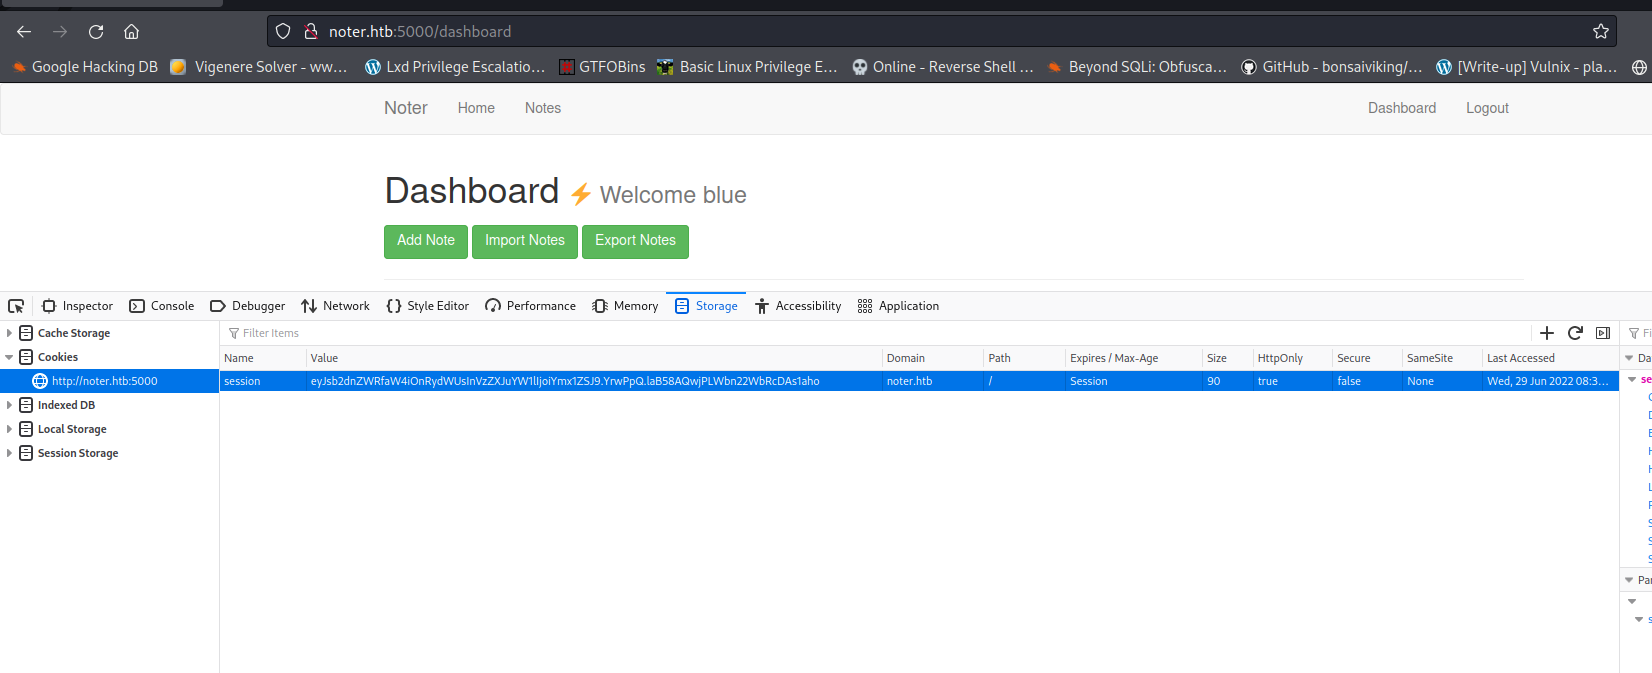 noter.htb:5000/dashboard
Google Hacking DB Vigenere Solver - ww... Lxd Privilege Escalatio... GTFOBins Basic Linux Privilege E... Online - Reverse Shell ... Beyond SQLi: Obfusca... GitHub - bonsaiviking/... [Write-up] Vulnix - pla...
Noter Home Notes Dashboard Logout
Dashboard ⚡ Welcome blue
Add Note Import Notes Export Notes
Inspector Console Debugger Network Style Editor Performance Memory Storage Accessibility Application
Cache Storage
Cookies
http://noter.htb:5000
Indexed DB
Local Storage
Session Storage
Filter Items
Name Value Domain Path Expires / Max-Age Size HttpOnly Secure SameSite Last Accessed
session eyJsb2dnZWRfaW4iOnRydWUsInVzZXJuYW1lIjoiYmx1ZSJ9.YrwPpQ.laB58AQwjPLWbn22WbRcDAs1aho noter.htb / Session 90 true false None Wed, 29 Jun 2022 08:3...
Fi
Da
se
Pa
s